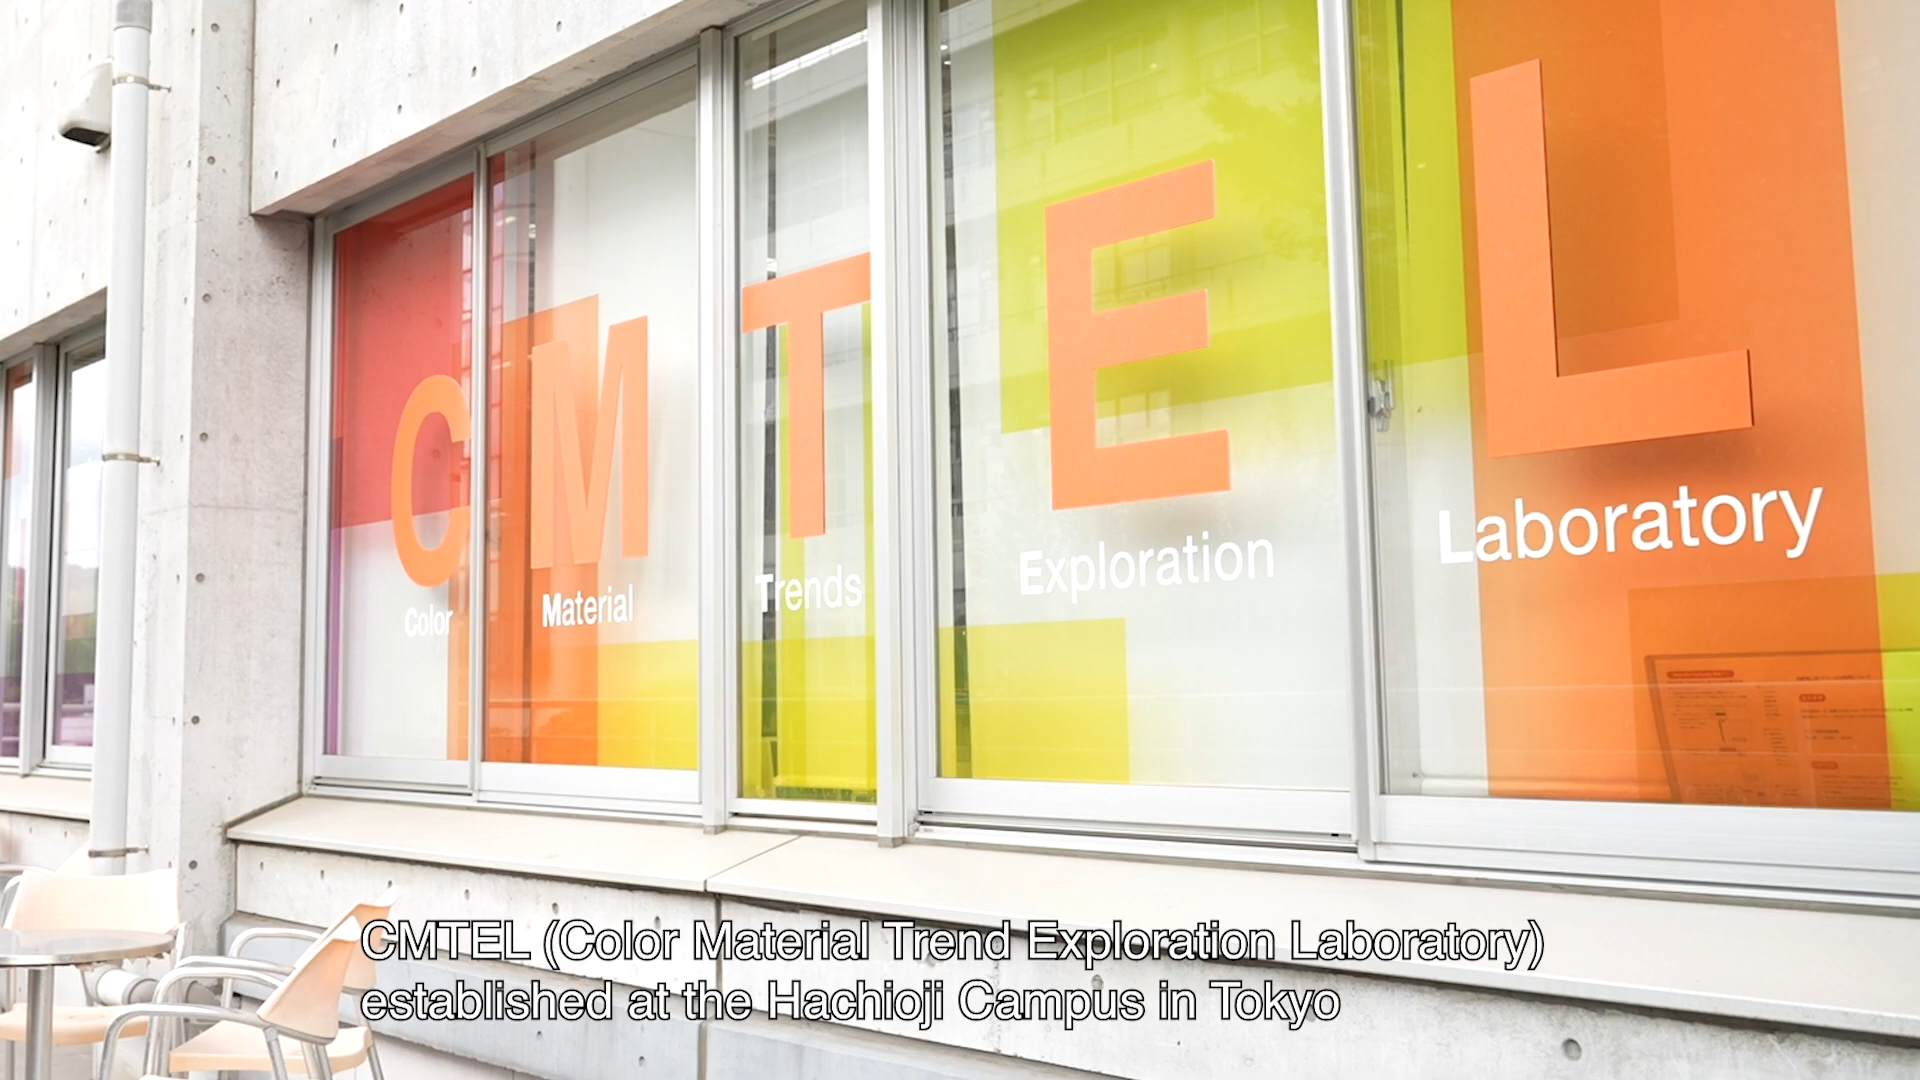 C M T E L
Color Material Trends Exploration Laboratory
CMTEL (Color Material Trend Exploration Laboratory)
established at the Hachioji Campus in Tokyo